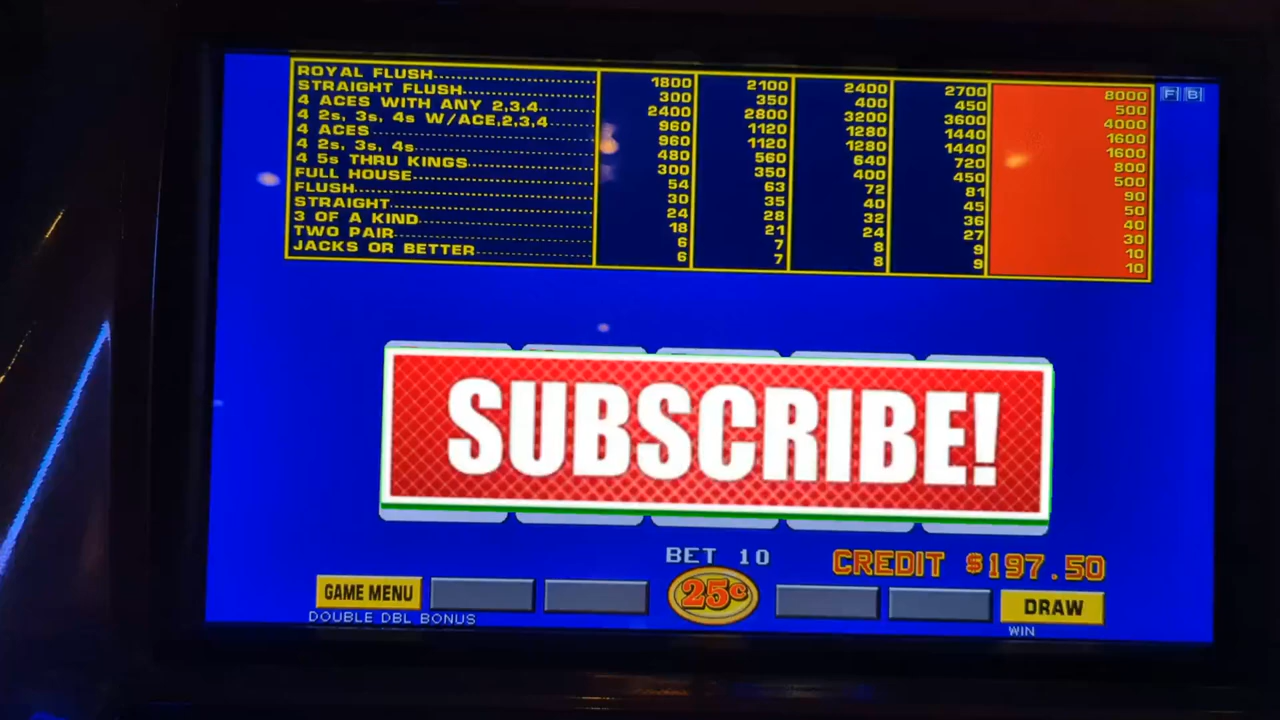 ROYAL FLUSH 1800 2100 2400 2700 8000
STRAIGHT FLUSH 300 350 400 450 500
4 ACES WITH ANY 2,3,4 2400 2800 3200 3600 4000
4 2s, 3s, 4s W/ACE,2,3,4 960 1120 1280 1440 1600
4 ACES 960 1120 1280 1440 1600
4 2s, 3s, 4s 480 560 640 720 800
4 5s THRU KINGS 300 350 400 450 500
FULL HOUSE 54 63 72 81 90
FLUSH 30 35 40 45 50
STRAIGHT 24 28 32 36 40
3 OF A KIND 18 21 24 27 30
TWO PAIR 6 7 8 9 10
JACKS OR BETTER 6 7 8 9 10
F B
SUBSCRIBE!
BET 10 CREDIT $197.50
GAME MENU 25¢ DRAW
DOUBLE DBL BONUS WIN